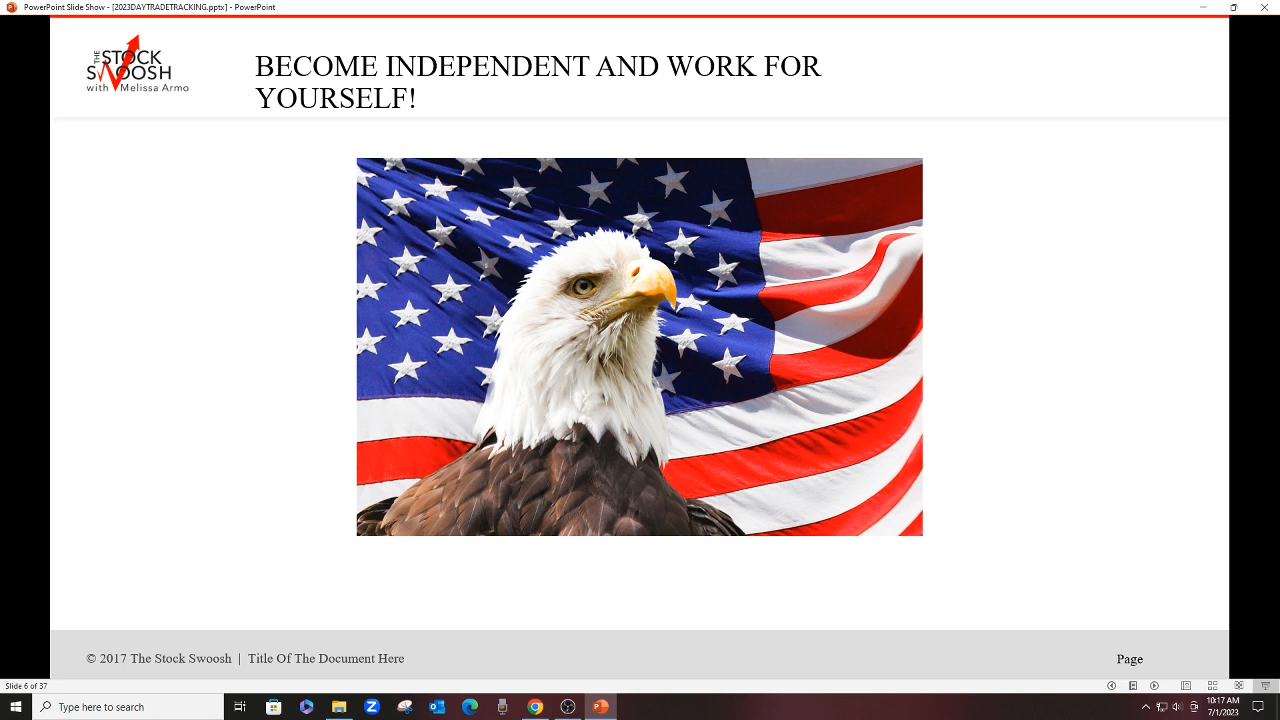 PowerPoint Slide Show - [2023DAYTRADETRACKING.pptx] - PowerPoint
THE
STOCK
SWOOSH
with Melissa Armo
BECOME INDEPENDENT AND WORK FOR
YOURSELF!
© 2017 The Stock Swoosh | Title Of The Document Here
Page
Slide 6 of 37
Type here to search
10:17 AM
7/1/2023